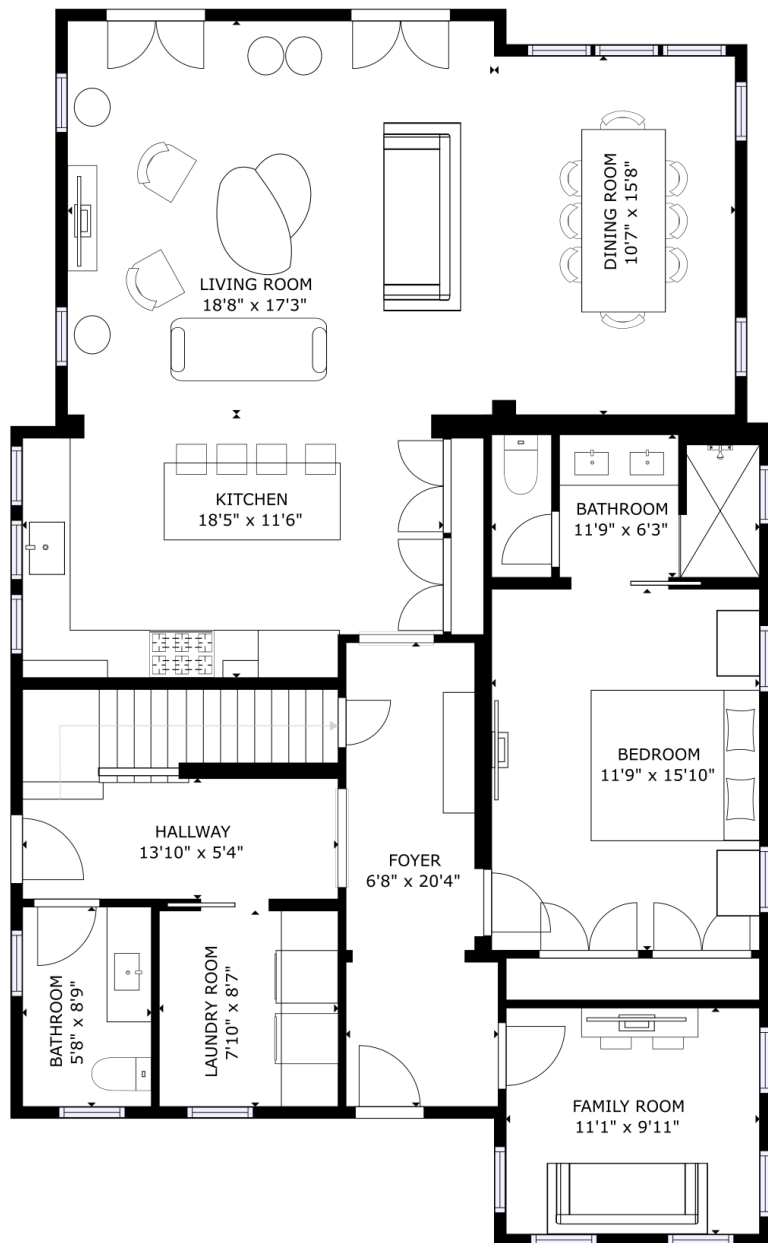 LIVING ROOM
18'8" x 17'3"
DINING ROOM
10'7" x 15'8"
KITCHEN
18'5" x 11'6"
BATHROOM
11'9" x 6'3"
BEDROOM
11'9" x 15'10"
HALLWAY
13'10" x 5'4"
FOYER
6'8" x 20'4"
BATHROOM
5'8" x 8'9"
LAUNDRY ROOM
7'10" x 8'7"
FAMILY ROOM
11'1" x 9'11"